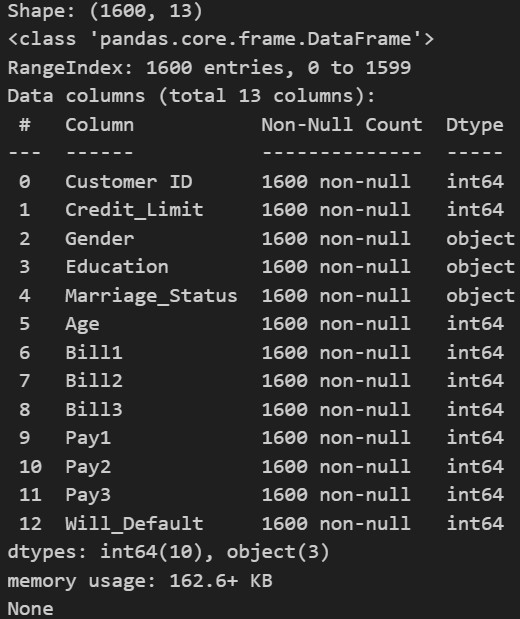 Shape: (1600, 13)
<class 'pandas.core.frame.DataFrame'>
RangeIndex: 1600 entries, 0 to 1599
Data columns (total 13 columns):
 #   Column           Non-Null Count  Dtype
---  ------           --------------  -----
 0   Customer ID      1600 non-null   int64
 1   Credit_Limit     1600 non-null   int64
 2   Gender           1600 non-null   object
 3   Education        1600 non-null   object
 4   Marriage_Status  1600 non-null   object
 5   Age              1600 non-null   int64
 6   Bill1            1600 non-null   int64
 7   Bill2            1600 non-null   int64
 8   Bill3            1600 non-null   int64
 9   Pay1             1600 non-null   int64
 10  Pay2             1600 non-null   int64
 11  Pay3             1600 non-null   int64
 12  Will_Default     1600 non-null   int64
dtypes: int64(10), object(3)
memory usage: 162.6+ KB
None